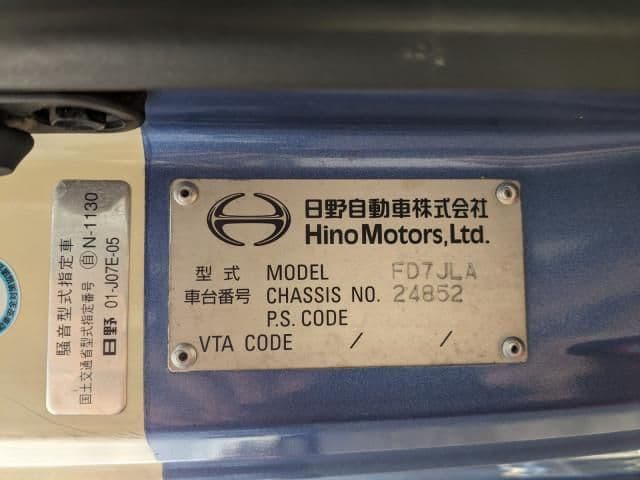 騒音型式指定車
国土交通省型式指定番号 自 N-1130
日野 01-J07E-05
日野自動車株式会社
Hino Motors, Ltd.
型式 MODEL FD7JLA
車台番号 CHASSIS NO. 24852
P.S. CODE
VTA CODE / /